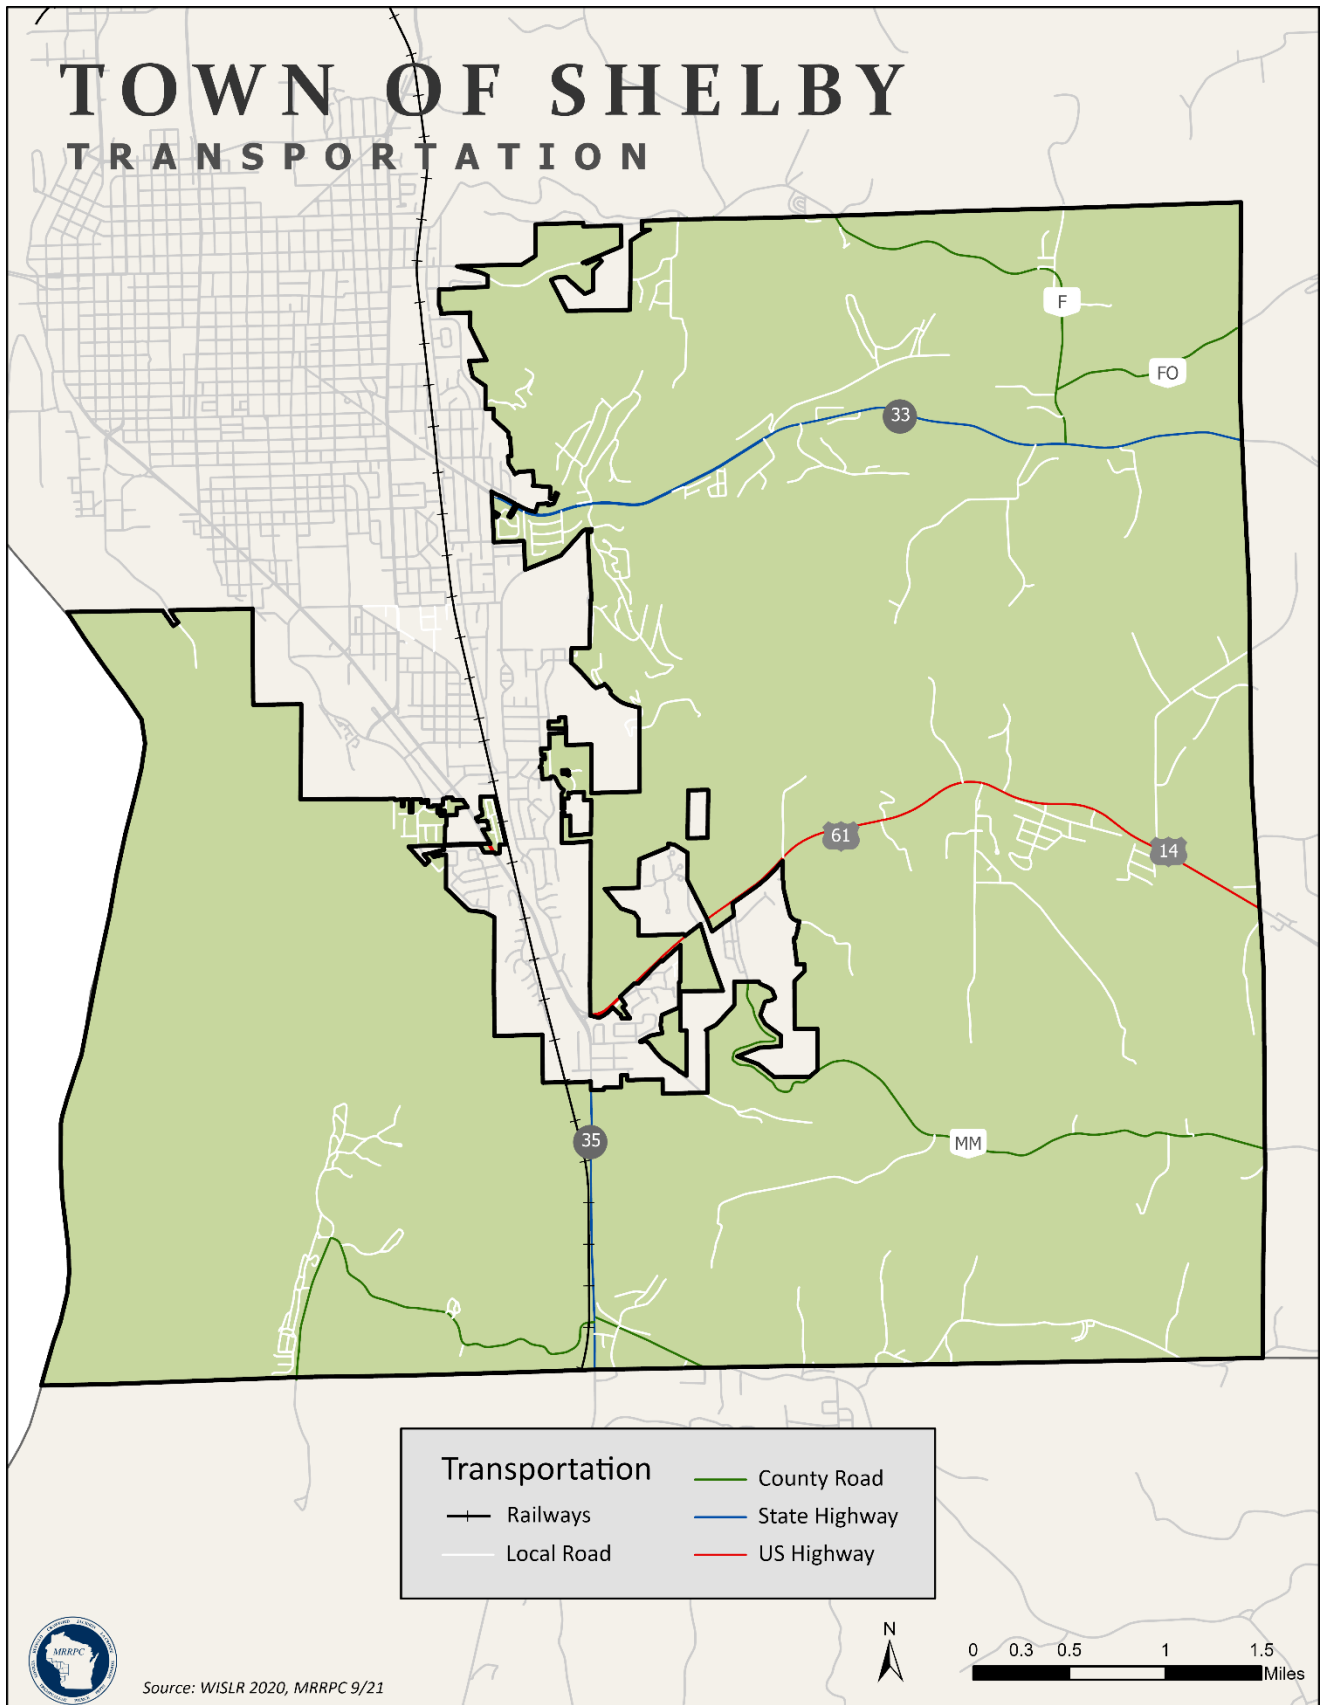 TOWN OF SHELBY
TRANSPORTATION
F
FO
33
61
14
35
MM
Transportation
Railways
Local Road
County Road
State Highway
US Highway
MRRPC
Source: WISLR 2020, MRRPC 9/21
N
0 0.3 0.5 1 1.5
Miles